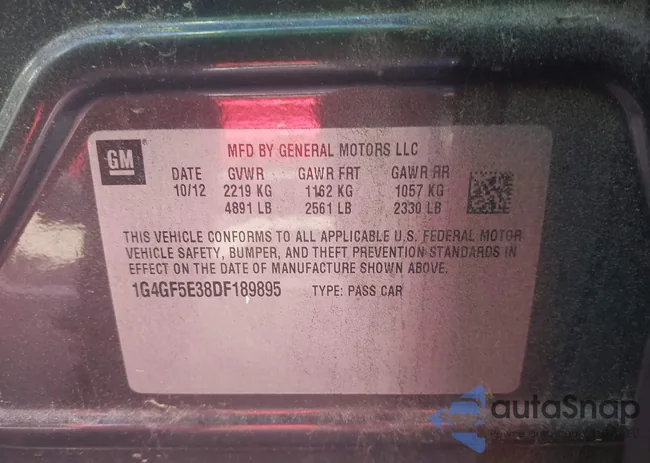 GM
MFD BY GENERAL MOTORS LLC
DATE GVWR GAWR FRT GAWR RR
10/12 2219 KG 1162 KG 1057 KG
4891 LB 2561 LB 2330 LB
THIS VEHICLE CONFORMS TO ALL APPLICABLE U.S. FEDERAL MOTOR
VEHICLE SAFETY, BUMPER, AND THEFT PREVENTION STANDARDS IN
EFFECT ON THE DATE OF MANUFACTURE SHOWN ABOVE.
1G4GF5E38DF189895 TYPE: PASS CAR
autaSnap